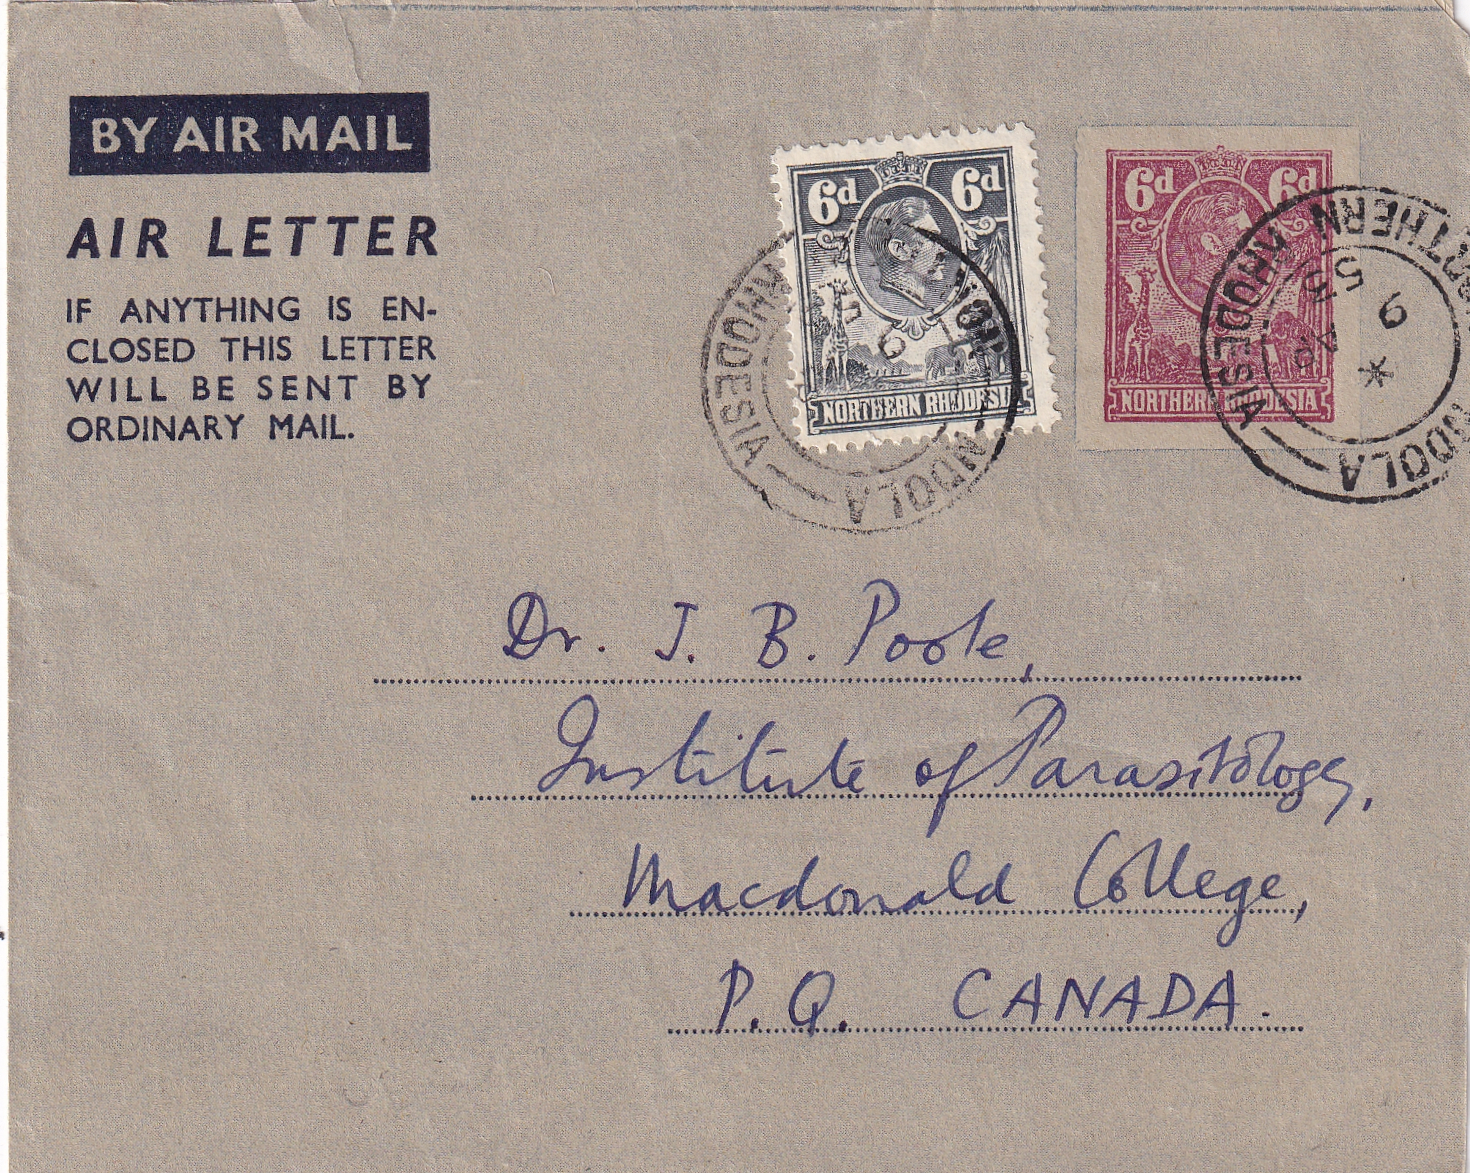 BY AIR MAIL
AIR LETTER
IF ANYTHING IS EN-
CLOSED THIS LETTER
WILL BE SENT BY
ORDINARY MAIL.
6d 6d
NORTHERN RHODESIA
6d 6d
NORTHERN RHODESIA
NDOLA
RHODESIA
NORTHERN RHODESIA
NDOLA
Dr. J. B. Poole,
Institute of Parasitology,
Macdonald College,
P.Q. CANADA.